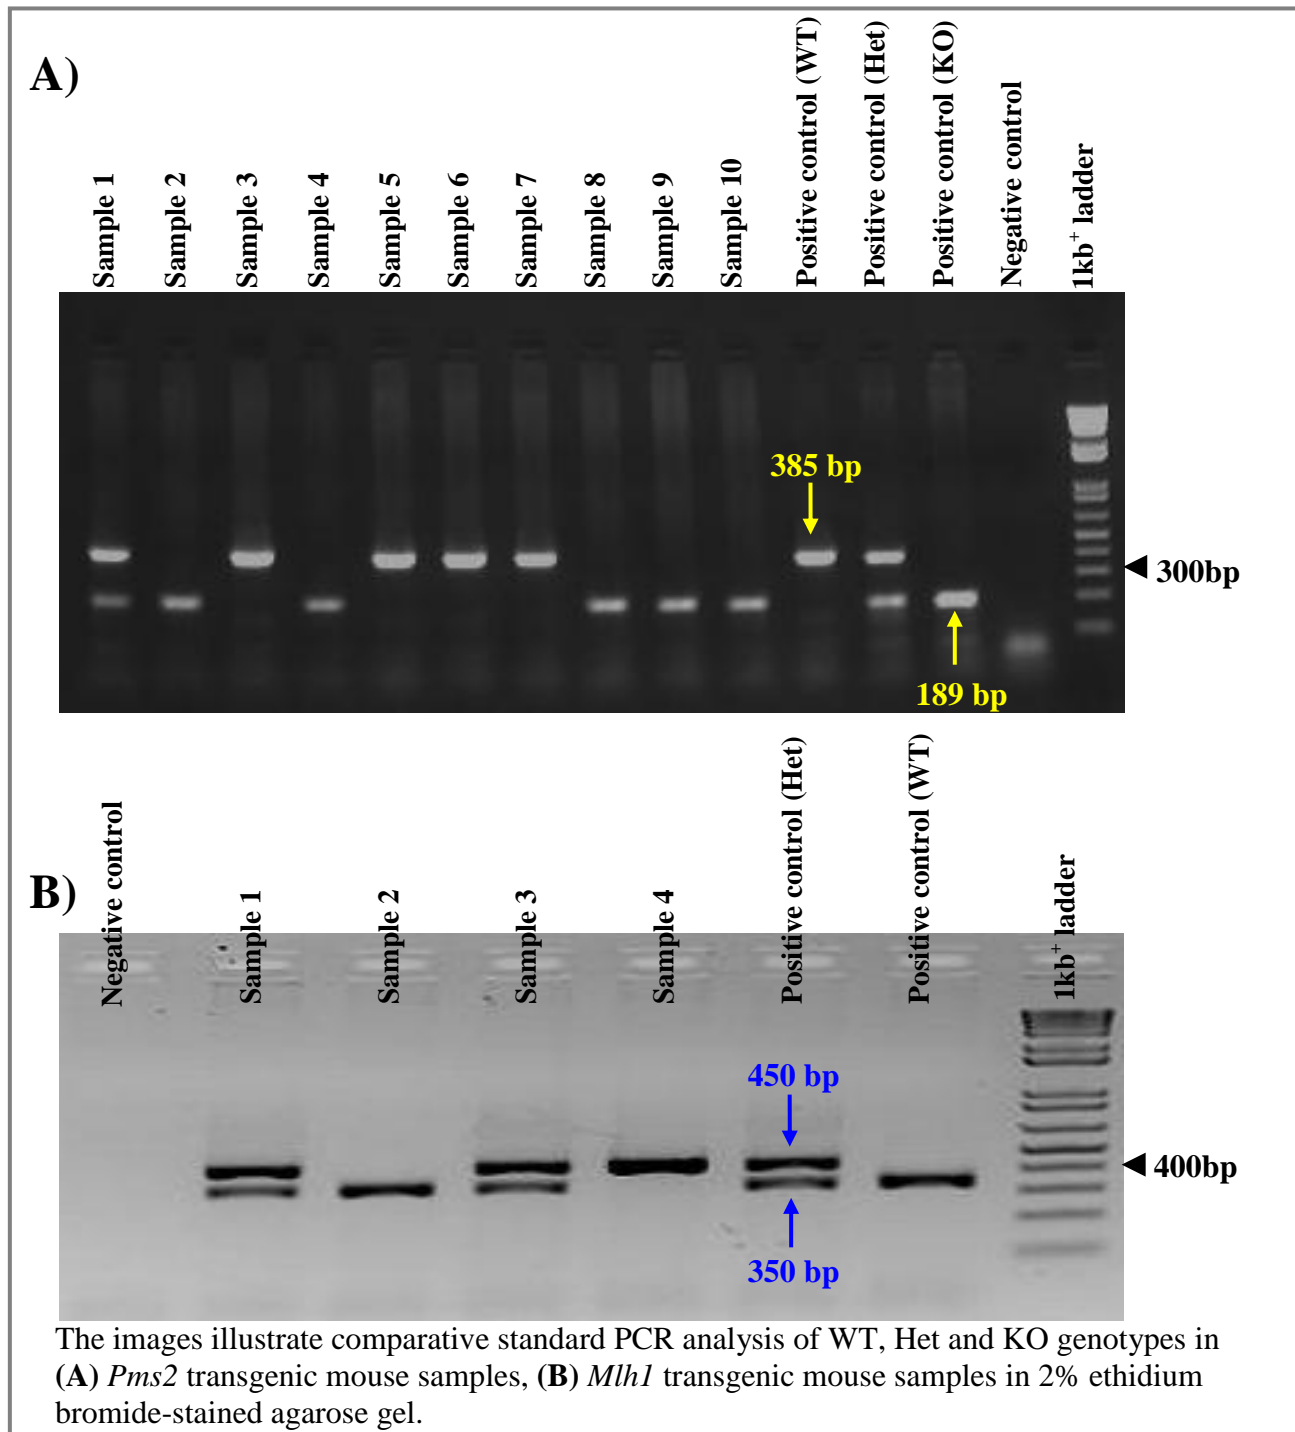 A)
Sample 1
Sample 2
Sample 3
Sample 4
Sample 5
Sample 6
Sample 7
Sample 8
Sample 9
Sample 10
Positive control (WT)
Positive control (Het)
Positive control (KO)
Negative control
1kb⁺ ladder
385 bp
300bp
189 bp
B)
Negative control
Sample 1
Sample 2
Sample 3
Sample 4
Positive control (Het)
Positive control (WT)
1kb⁺ ladder
450 bp
400bp
350 bp
The images illustrate comparative standard PCR analysis of WT, Het and KO genotypes in
(A) Pms2 transgenic mouse samples, (B) Mlh1 transgenic mouse samples in 2% ethidium
bromide-stained agarose gel.